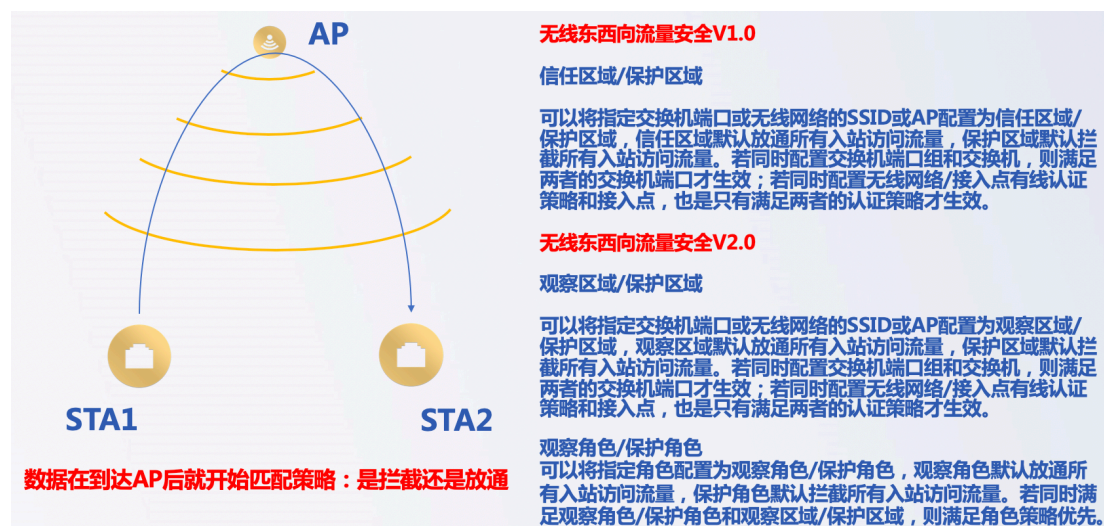 AP
STA1
STA2
数据在到达AP后就开始匹配策略：是拦截还是放通
无线东西向流量安全V1.0
信任区域/保护区域
可以将指定交换机端口或无线网络的SSID或AP配置为信任区域/
保护区域，信任区域默认放通所有入站访问流量，保护区域默认拦
截所有入站访问流量。若同时配置交换机端口组和交换机，则满足
两者的交换机端口才生效；若同时配置无线网络/接入点有线认证
策略和接入点，也是只有满足两者的认证策略才生效。
无线东西向流量安全V2.0
观察区域/保护区域
可以将指定交换机端口或无线网络的SSID或AP配置为观察区域/
保护区域，观察区域默认放通所有入站访问流量，保护区域默认拦
截所有入站访问流量。若同时配置交换机端口组和交换机，则满足
两者的交换机端口才生效；若同时配置无线网络/接入点有线认证
策略和接入点，也是只有满足两者的认证策略才生效。
观察角色/保护角色
可以将指定角色配置为观察角色/保护角色，观察角色默认放通所
有入站访问流量，保护角色默认拦截所有入站访问流量。若同时满
足观察角色/保护角色和观察区域/保护区域，则满足角色策略优先。